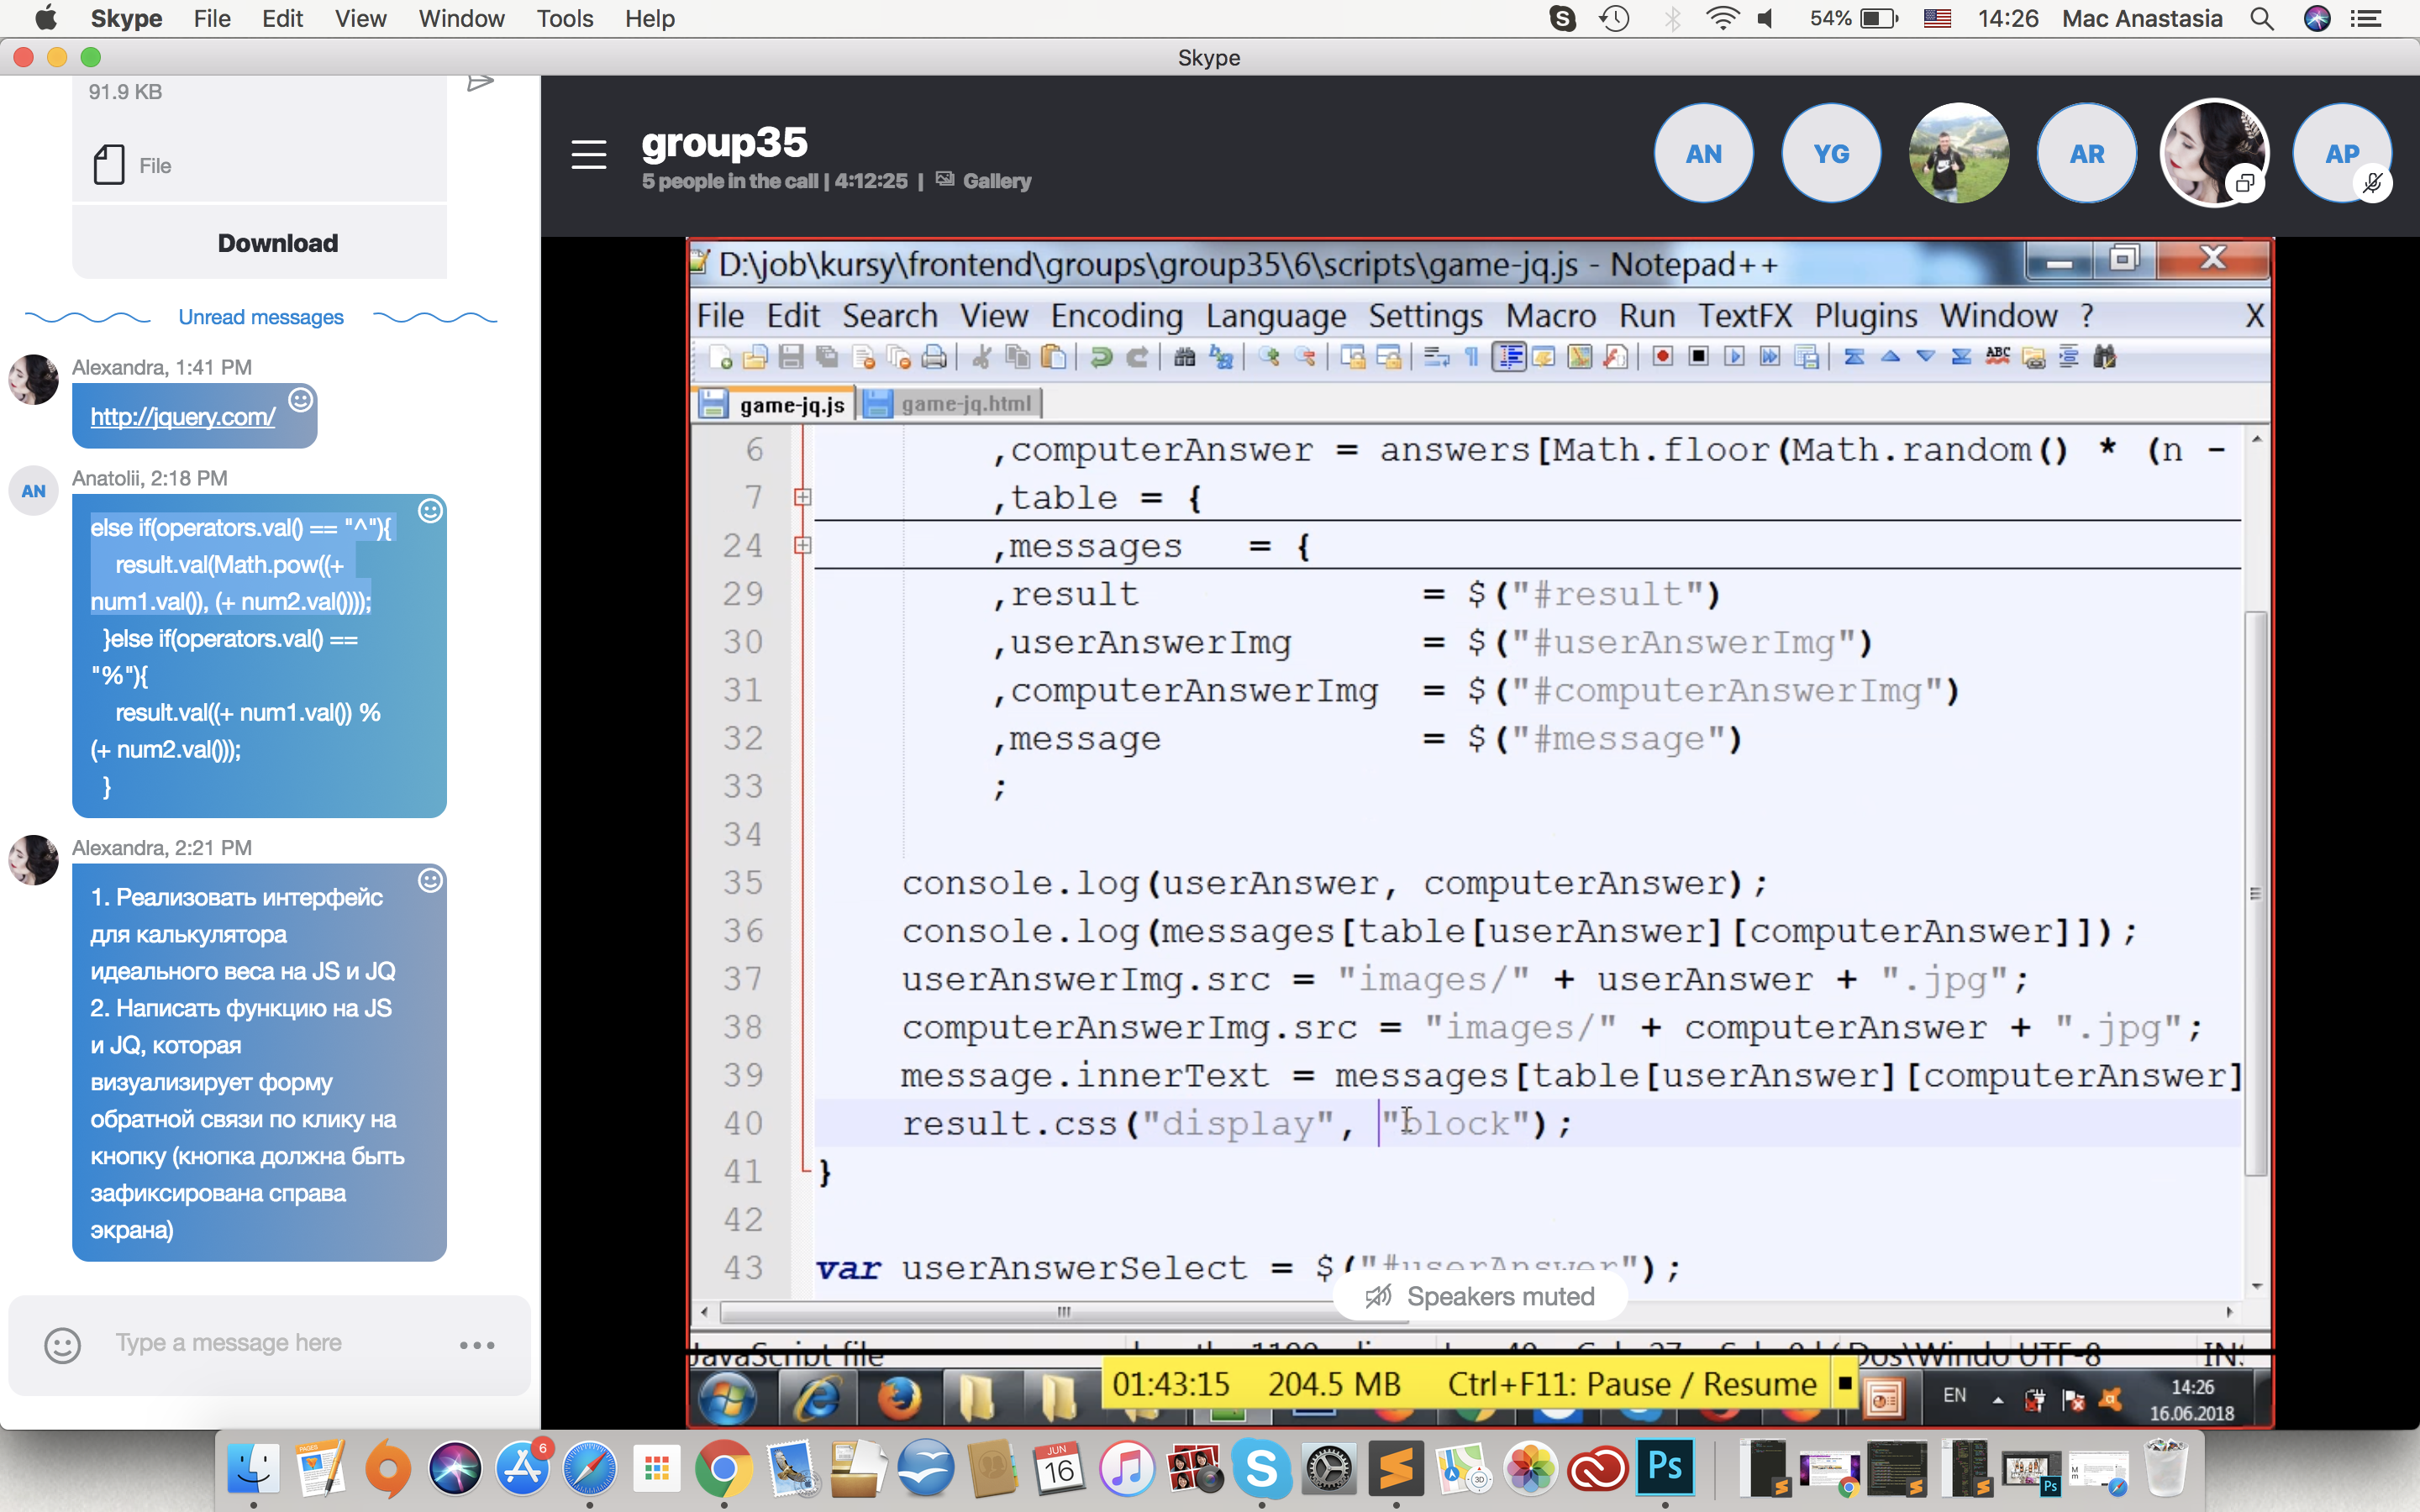 Skype File Edit View Window Tools Help
54% 14:26 Mac Anastasia
Skype
91.9 KB
File
Download
Unread messages
Alexandra, 1:41 PM
http://jquery.com/
AN
Anatolii, 2:18 PM
else if(operators.val() == "^"){
result.val(Math.pow((+
num1.val()), (+ num2.val())));
}else if(operators.val() ==
"%"){
result.val((+ num1.val()) %
(+ num2.val()));
}
Alexandra, 2:21 PM
1. Реализовать интерфейс
для калькулятора
идеального веса на JS и JQ
2. Написать функцию на JS
и JQ, которая
визуализирует форму
обратной связи по клику на
кнопку (кнопка должна быть
зафиксирована справа
экрана)
Type a message here
group35
5 people in the call | 4:12:25 | Gallery
AN YG AR AP
D:\job\kursy\frontend\groups\group35\6\scripts\game-jq.js - Notepad++
File Edit Search View Encoding Language Settings Macro Run TextFX Plugins Window ? X
game-jq.js game-jq.html
6 ,computerAnswer = answers[Math.floor(Math.random() * (n -
7 ,table = {
24 ,messages = {
29 ,result = $("#result")
30 ,userAnswerImg = $("#userAnswerImg")
31 ,computerAnswerImg = $("#computerAnswerImg")
32 ,message = $("#message")
33 ;
34
35 console.log(userAnswer, computerAnswer);
36 console.log(messages[table[userAnswer][computerAnswer]]);
37 userAnswerImg.src = "images/" + userAnswer + ".jpg";
38 computerAnswerImg.src = "images/" + computerAnswer + ".jpg";
39 message.innerText = messages[table[userAnswer][computerAnswer]
40 result.css("display", "block");
41 }
42
43 var userAnswerSelect = $("#userAnswer");
Speakers muted
JavaScript file Dos\Windo UTF-8 IN
01:43:15 204.5 MB Ctrl+F11: Pause / Resume
EN
14:26
16.06.2018
PAGES
6
JUN
16
3D
Ps